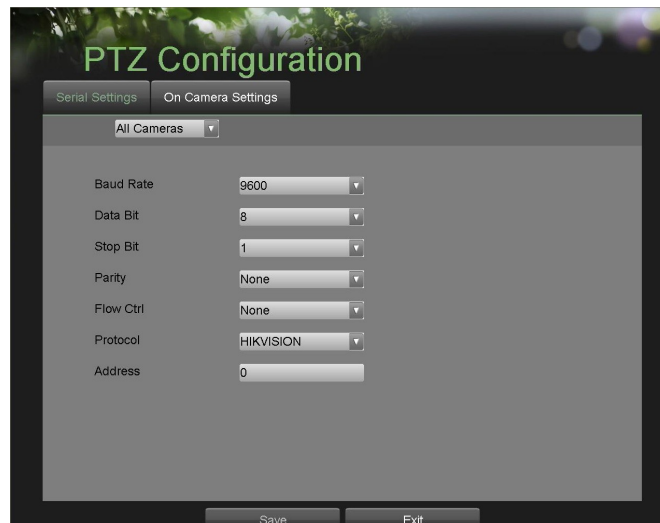 PTZ Configuration
Serial Settings On Camera Settings
All Cameras
Baud Rate 9600
Data Bit 8
Stop Bit 1
Parity None
Flow Ctrl None
Protocol HIKVISION
Address 0
Save Exit